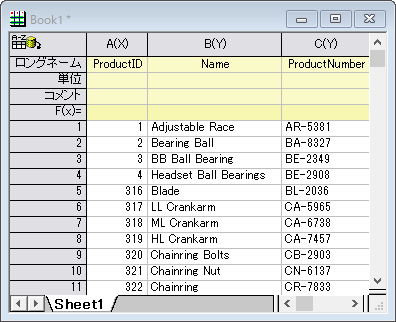 Book1 *
A(X) B(Y) C(Y)
ロングネーム ProductID Name ProductNumber
単位
コメント
F(x)=
1 1 Adjustable Race AR-5381
2 2 Bearing Ball BA-8327
3 3 BB Ball Bearing BE-2349
4 4 Headset Ball Bearings BE-2908
5 316 Blade BL-2036
6 317 LL Crankarm CA-5965
7 318 ML Crankarm CA-6738
8 319 HL Crankarm CA-7457
9 320 Chainring Bolts CB-2903
10 321 Chainring Nut CN-6137
11 322 Chainring CR-7833
Sheet1